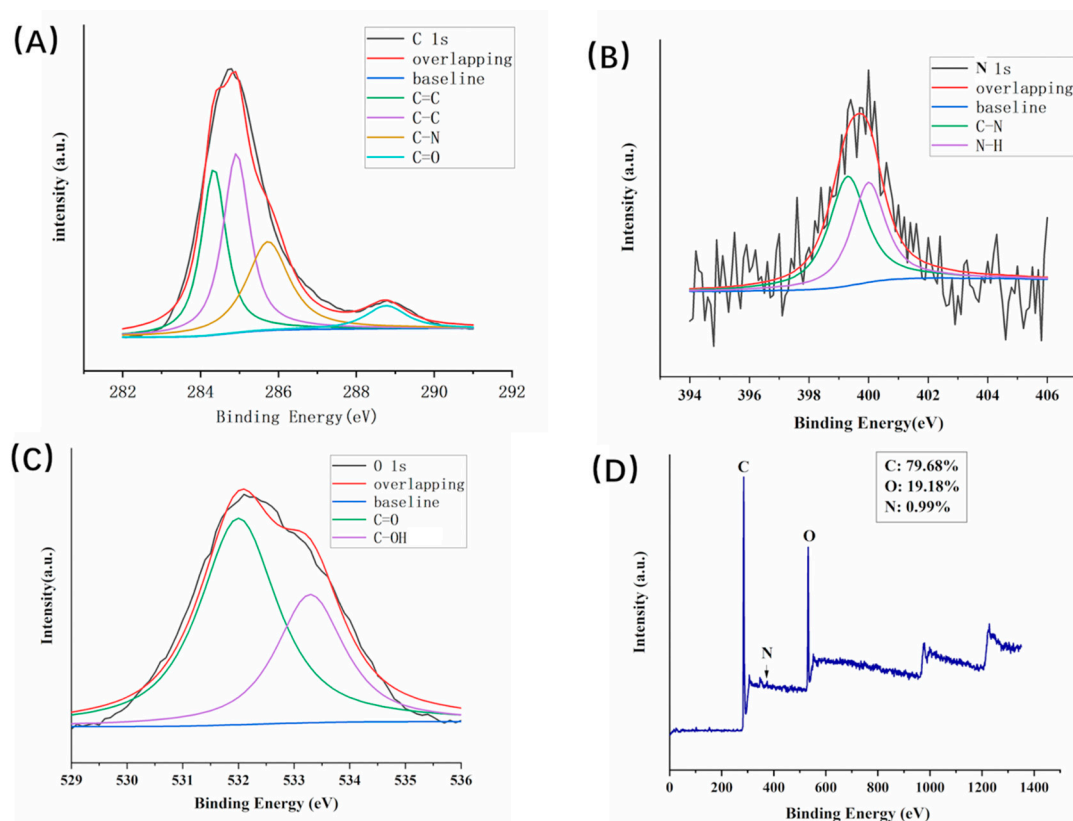 (A)
C 1s
overlapping
baseline
C=C
C-C
C-N
C=O
intensity (a.u.)
282 284 286 288 290 292
Binding Energy(eV)
(B)
N 1s
overlapping
baseline
C-N
N-H
Intensity (a.u.)
394 396 398 400 402 404 406
Binding Energy(eV)
(C)
O 1s
overlapping
baseline
C=O
C-OH
Intensity(a.u.)
529 530 531 532 533 534 535 536
Binding Energy (eV)
(D)
C
O
N
C: 79.68%
O: 19.18%
N: 0.99%
Intensity (a.u.)
0 200 400 600 800 1000 1200 1400
Binding Energy (eV)